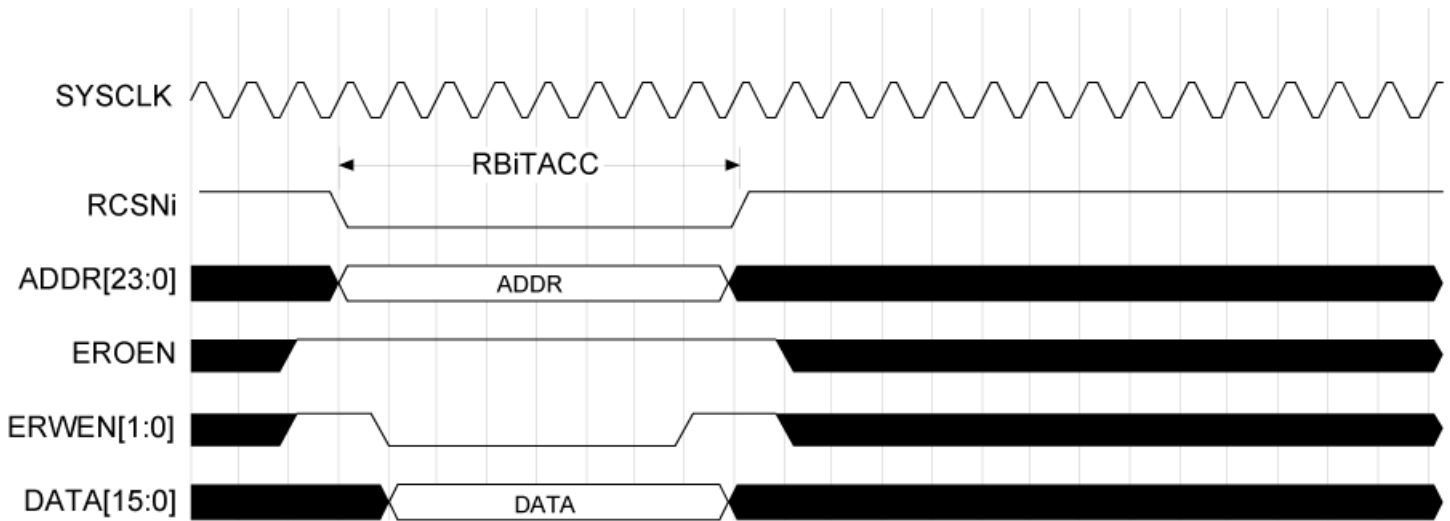 SYSCLK
RBiTACC
RCSNi
ADDR[23:0] ADDR
EROEN
ERWEN[1:0]
DATA[15:0] DATA